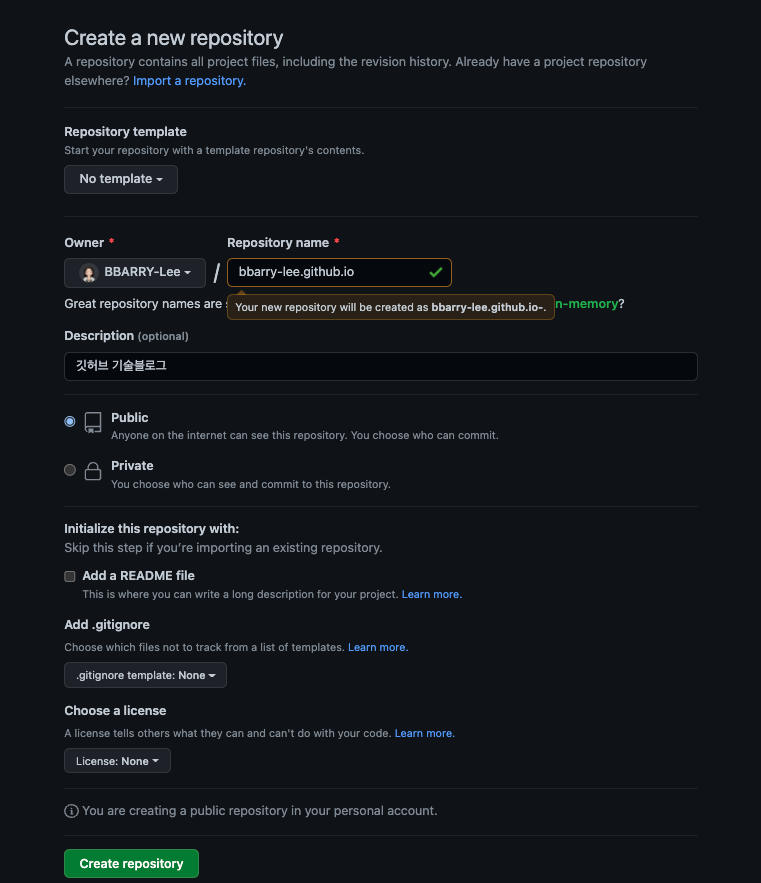 Create a new repository
A repository contains all project files, including the revision history. Already have a project repository
elsewhere? Import a repository.
Repository template
Start your repository with a template repository's contents.
No template
Owner * Repository name *
BBARRY-Lee / bbarry-lee.github.io
Great repository names are n-memory?
Your new repository will be created as bbarry-lee.github.io-.
Description (optional)
깃허브 기술블로그
Public
Anyone on the internet can see this repository. You choose who can commit.
Private
You choose who can see and commit to this repository.
Initialize this repository with:
Skip this step if you're importing an existing repository.
Add a README file
This is where you can write a long description for your project. Learn more.
Add .gitignore
Choose which files not to track from a list of templates. Learn more.
.gitignore template: None
Choose a license
A license tells others what they can and can't do with your code. Learn more.
License: None
You are creating a public repository in your personal account.
Create repository